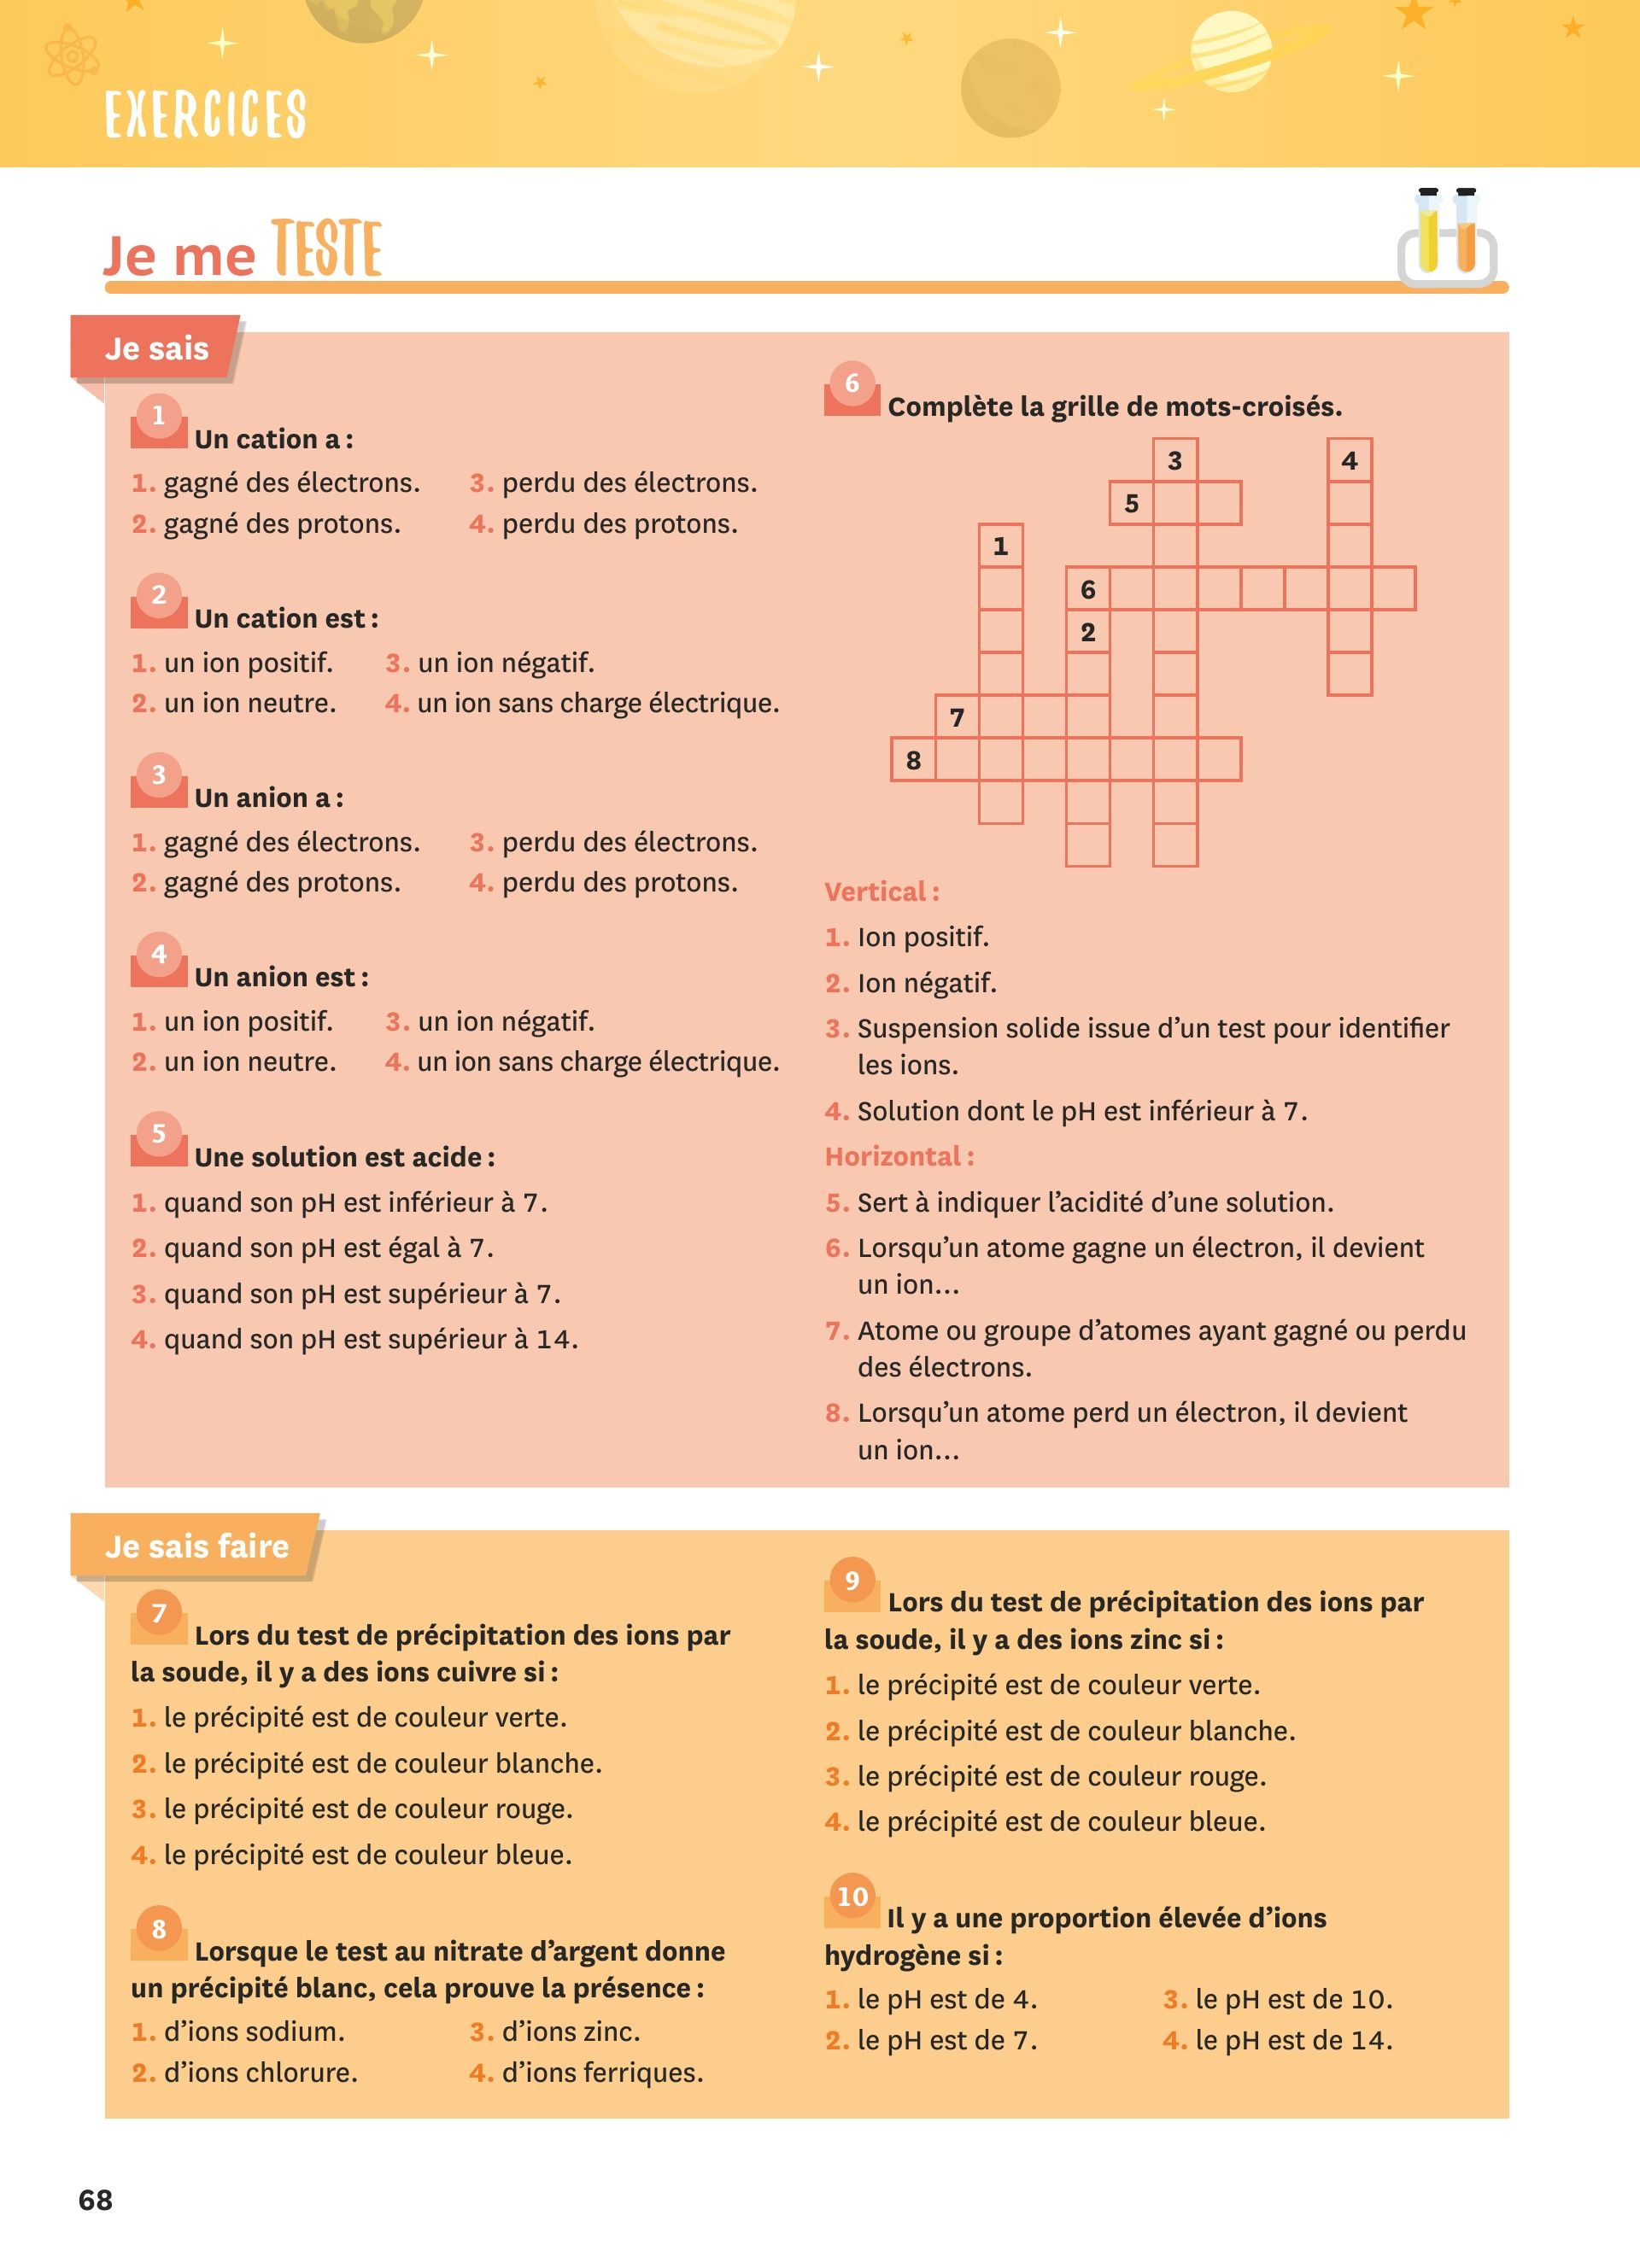 EXERCICES
Je me TESTE
Je sais
1 Un cation a :
1. gagné des électrons. 3. perdu des électrons.
2. gagné des protons. 4. perdu des protons.
2 Un cation est :
1. un ion positif. 3. un ion négatif.
2. un ion neutre. 4. un ion sans charge électrique.
3 Un anion a :
1. gagné des électrons. 3. perdu des électrons.
2. gagné des protons. 4. perdu des protons.
4 Un anion est :
1. un ion positif. 3. un ion négatif.
2. un ion neutre. 4. un ion sans charge électrique.
5 Une solution est acide :
1. quand son pH est inférieur à 7.
2. quand son pH est égal à 7.
3. quand son pH est supérieur à 7.
4. quand son pH est supérieur à 14.
6 Complète la grille de mots-croisés.
3 4
5
1
6
2
7
8
Vertical :
1. Ion positif.
2. Ion négatif.
3. Suspension solide issue d’un test pour identifier
les ions.
4. Solution dont le pH est inférieur à 7.
Horizontal :
5. Sert à indiquer l’acidité d’une solution.
6. Lorsqu’un atome gagne un électron, il devient
un ion…
7. Atome ou groupe d’atomes ayant gagné ou perdu
des électrons.
8. Lorsqu’un atome perd un électron, il devient
un ion…
Je sais faire
7 Lors du test de précipitation des ions par
la soude, il y a des ions cuivre si :
1. le précipité est de couleur verte.
2. le précipité est de couleur blanche.
3. le précipité est de couleur rouge.
4. le précipité est de couleur bleue.
8 Lorsque le test au nitrate d’argent donne
un précipité blanc, cela prouve la présence :
1. d’ions sodium. 3. d’ions zinc.
2. d’ions chlorure. 4. d’ions ferriques.
9 Lors du test de précipitation des ions par
la soude, il y a des ions zinc si :
1. le précipité est de couleur verte.
2. le précipité est de couleur blanche.
3. le précipité est de couleur rouge.
4. le précipité est de couleur bleue.
10 Il y a une proportion élevée d’ions
hydrogène si :
1. le pH est de 4. 3. le pH est de 10.
2. le pH est de 7. 4. le pH est de 14.
68